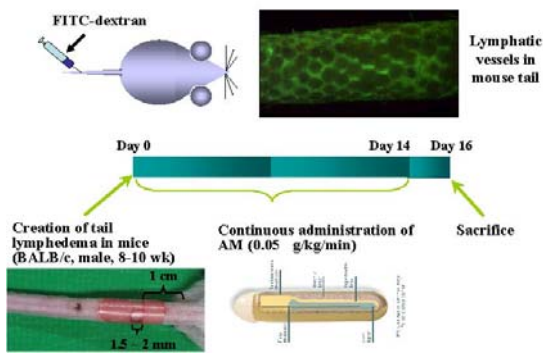 FITC-dextran
Lymphatic
vessels in
mouse tail
Day 0
Day 14
Day 16
Creation of tail
lymphedema in mice
(BALB/c, male, 8-10 wk)
Continuous administration of
AM (0.05 g/kg/min)
Sacrifice
1 cm
1.5 ~ 2 mm